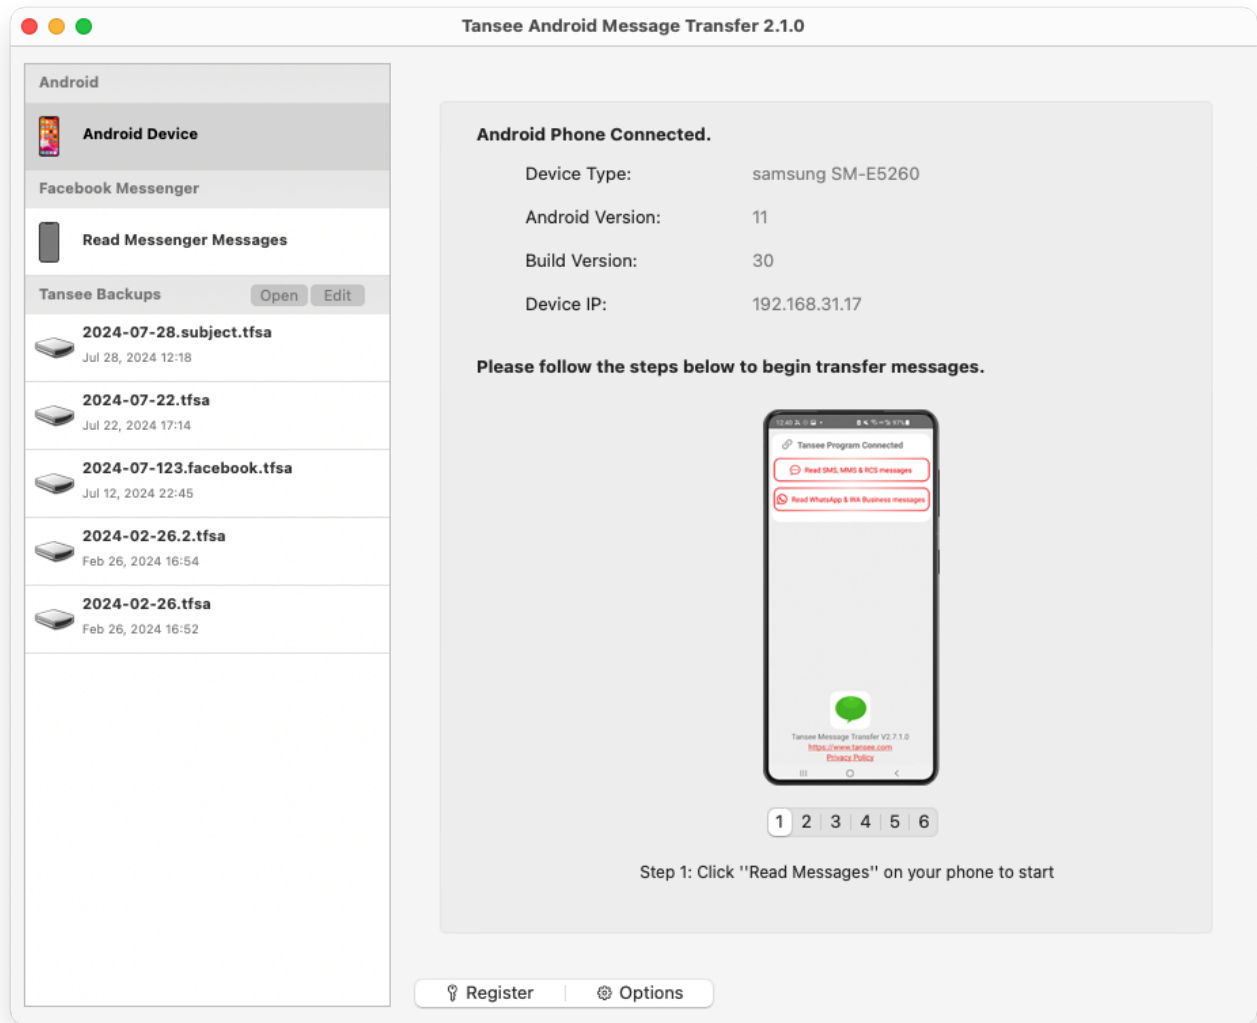 Tansee Android Message Transfer 2.1.0
Android
Android Device
Facebook Messenger
Read Messenger Messages
Tansee Backups
Open
Edit
2024-07-28.subject.tfsa
Jul 28, 2024 12:18
2024-07-22.tfsa
Jul 22, 2024 17:14
2024-07-123.facebook.tfsa
Jul 12, 2024 22:45
2024-02-26.2.tfsa
Feb 26, 2024 16:54
2024-02-26.tfsa
Feb 26, 2024 16:52
Android Phone Connected.
Device Type: samsung SM-E5260
Android Version: 11
Build Version: 30
Device IP: 192.168.31.17
Please follow the steps below to begin transfer messages.
12:40
97%
Tansee Program Connected
Read SMS, MMS & RCS messages
Read WhatsApp & WA Business messages
Tansee Message Transfer V2.7.1.0
https://www.tansee.com
Privacy Policy
1 2 3 4 5 6
Step 1: Click ''Read Messages'' on your phone to start
Register
Options